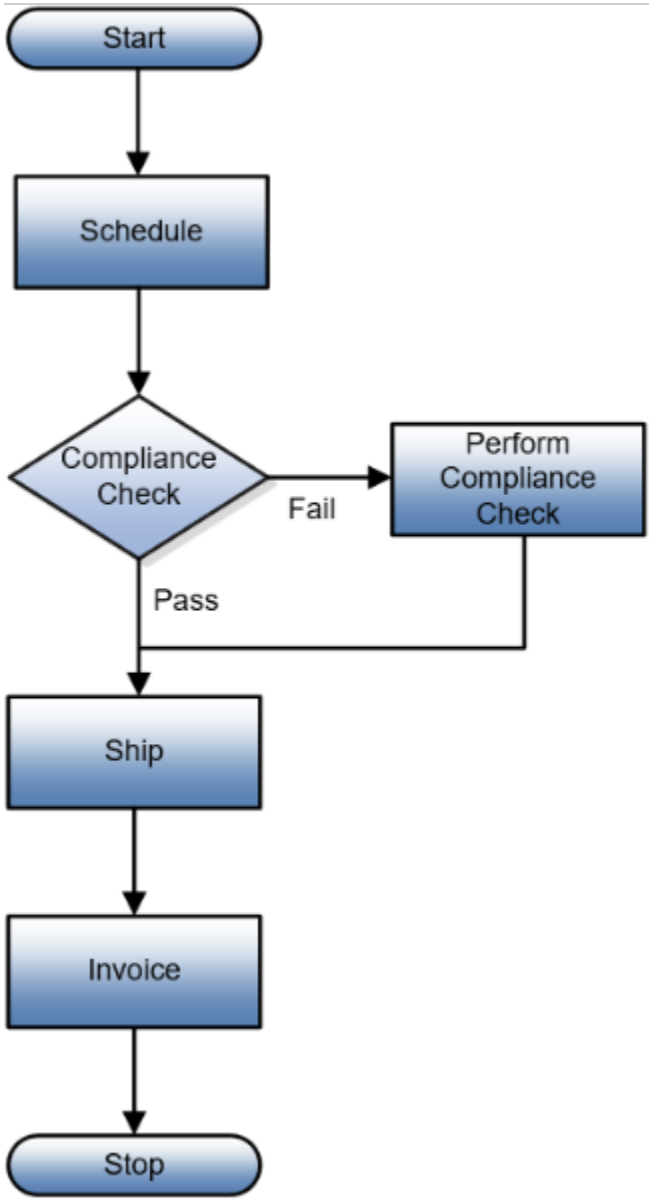 Start
Schedule
Compliance
Check
Fail
Perform
Compliance
Check
Pass
Ship
Invoice
Stop